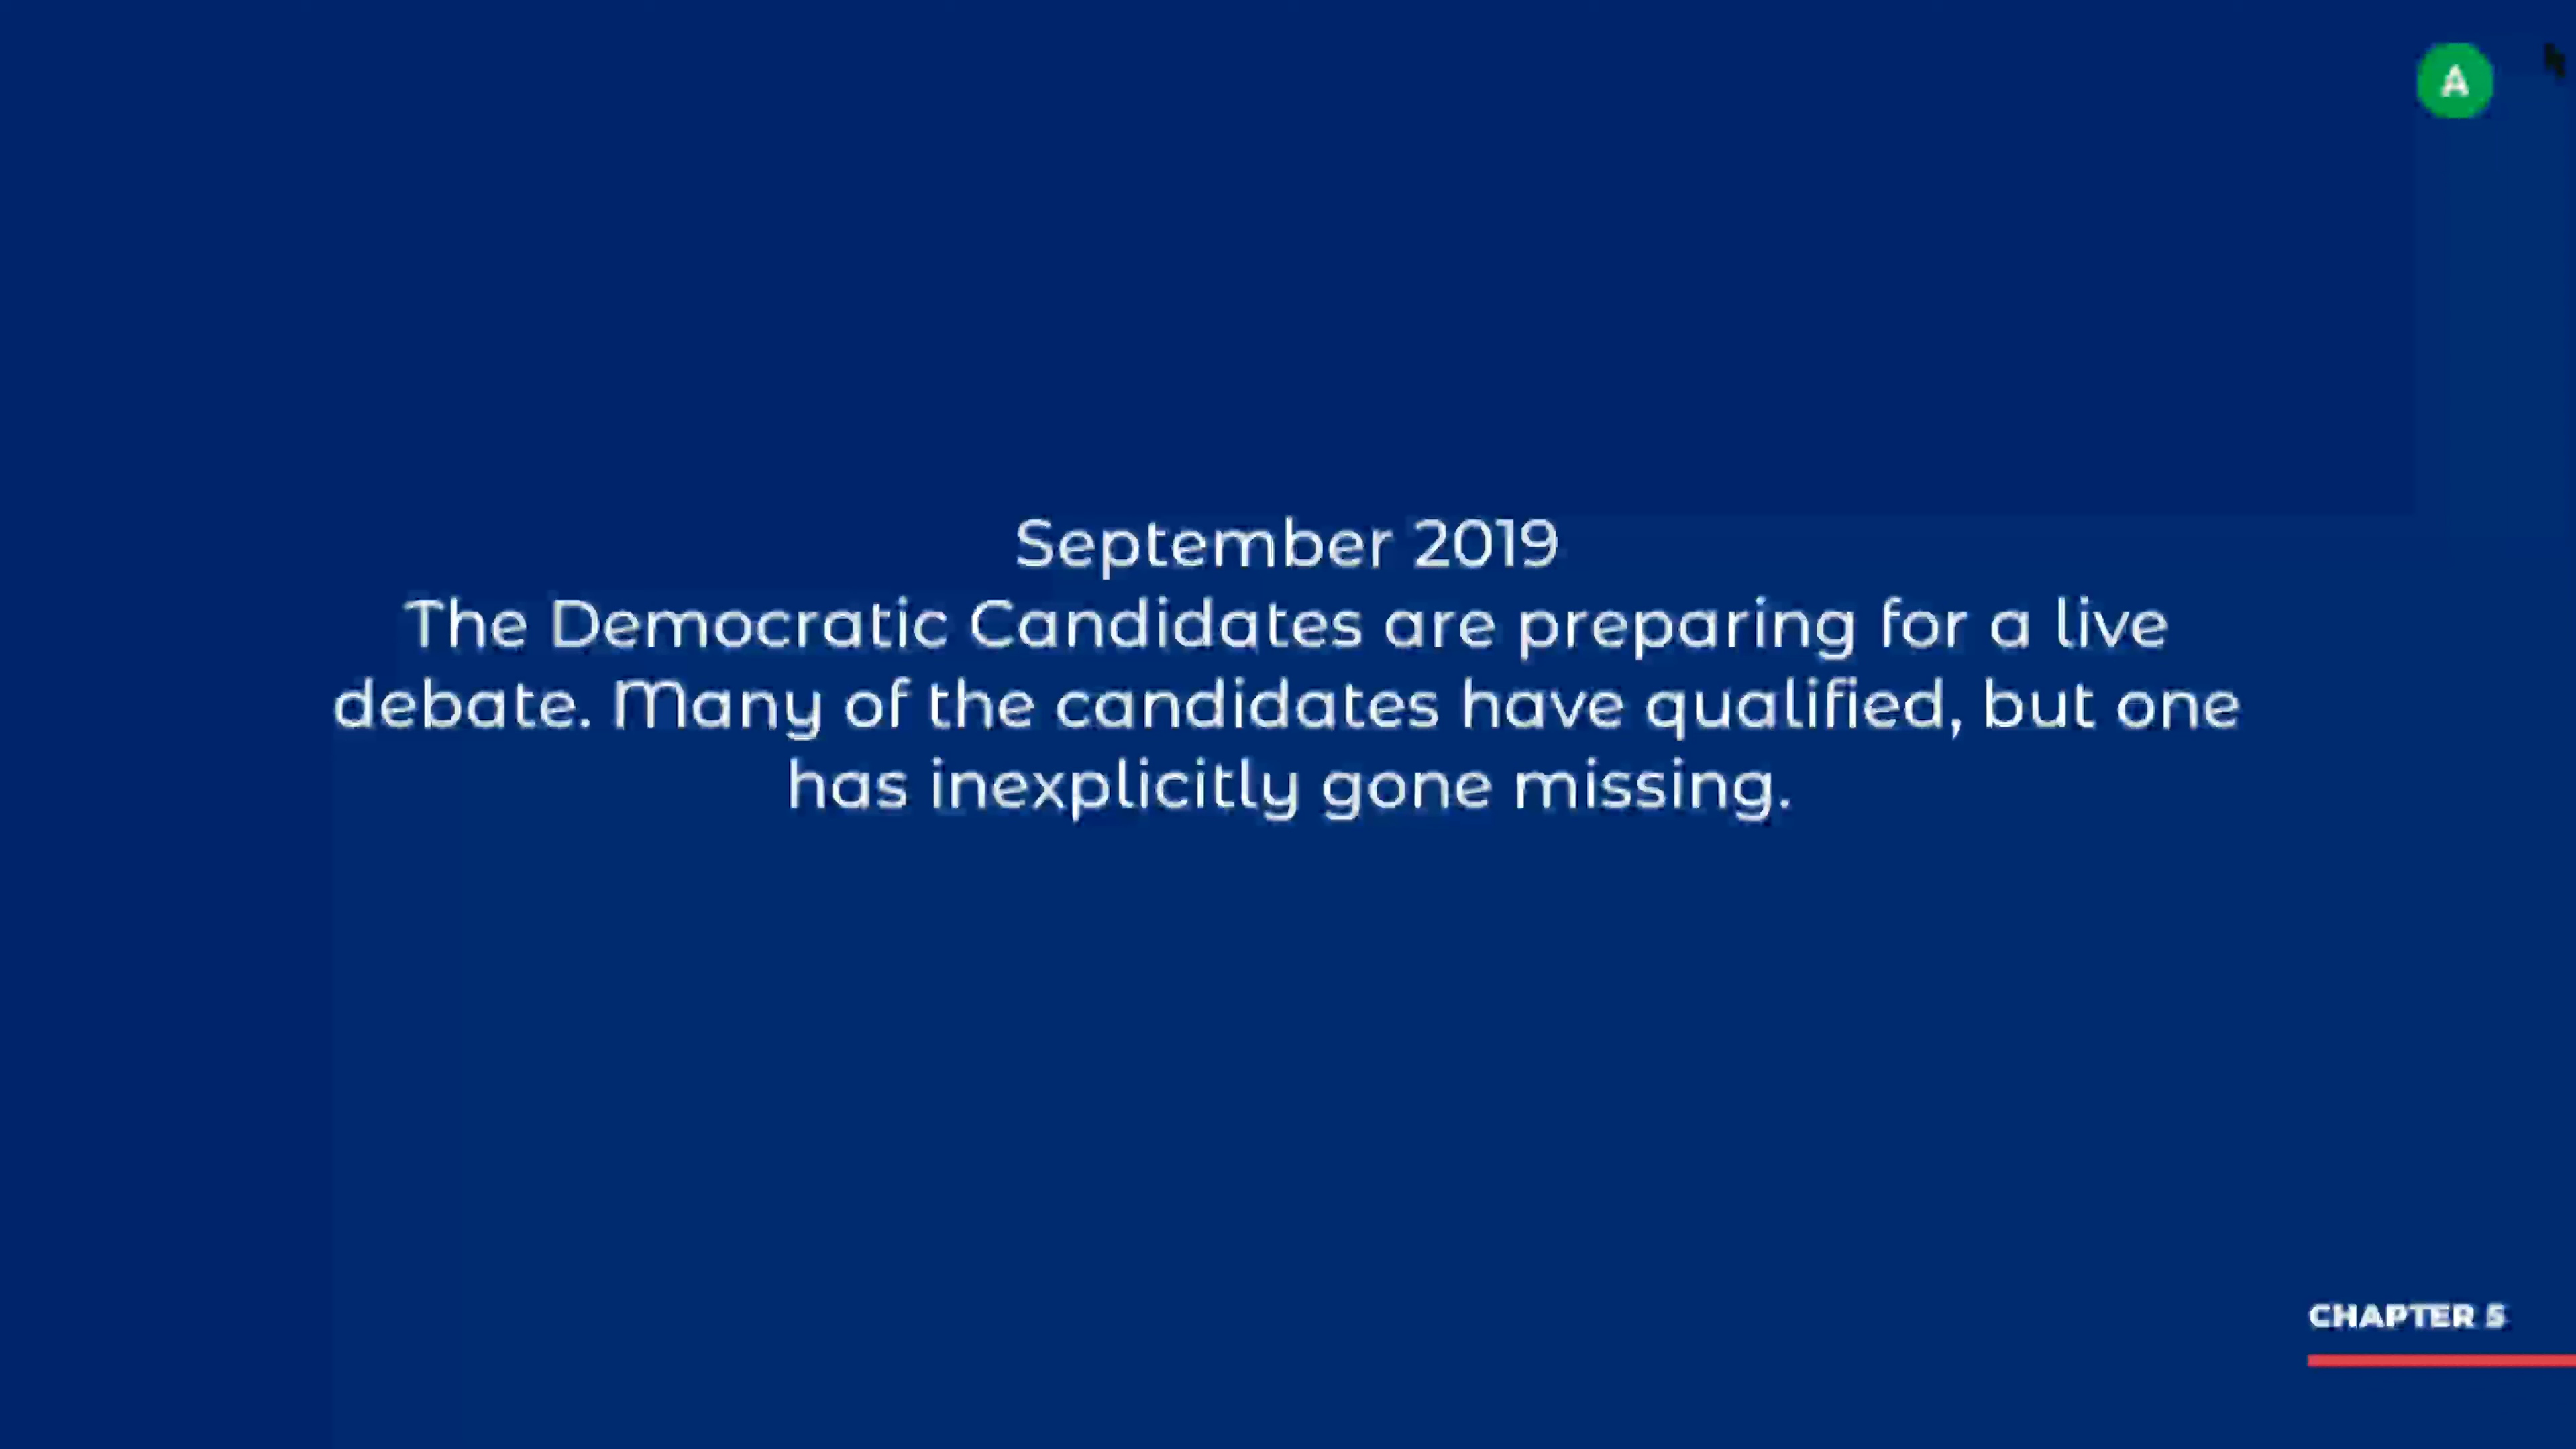 A
September 2019
The Democratic Candidates are preparing for a live
debate. Many of the candidates have qualified, but one
has inexplicitly gone missing.
CHAPTER 5